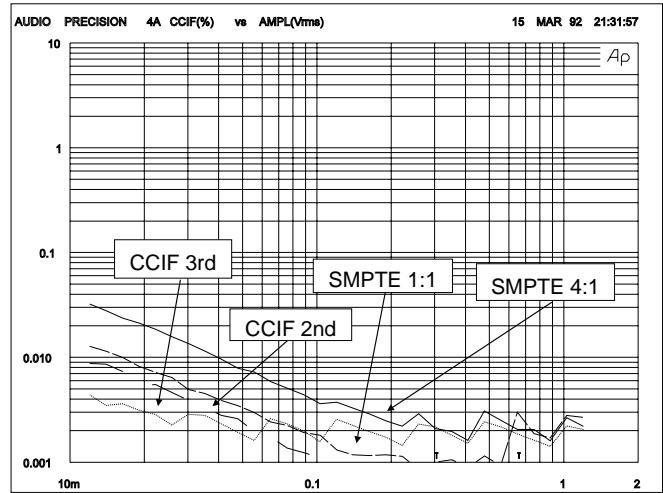 AUDIO PRECISION 4A CCIF(%) vs AMPL(Vrms) 15 MAR 92 21:31:57
10
Ap
1
0.1
CCIF 3rd
SMPTE 1:1
SMPTE 4:1
CCIF 2nd
0.010
0.001
T T
10m 0.1 1 2